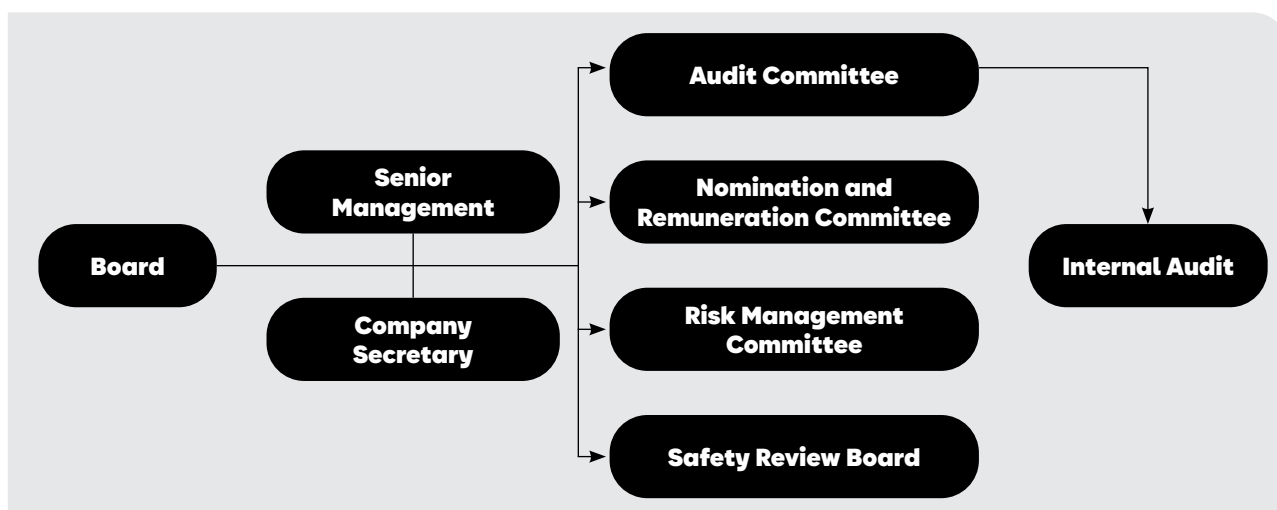 Board
Senior
Management
Company
Secretary
Audit Committee
Nomination and
Remuneration Committee
Risk Management
Committee
Safety Review Board
Internal Audit